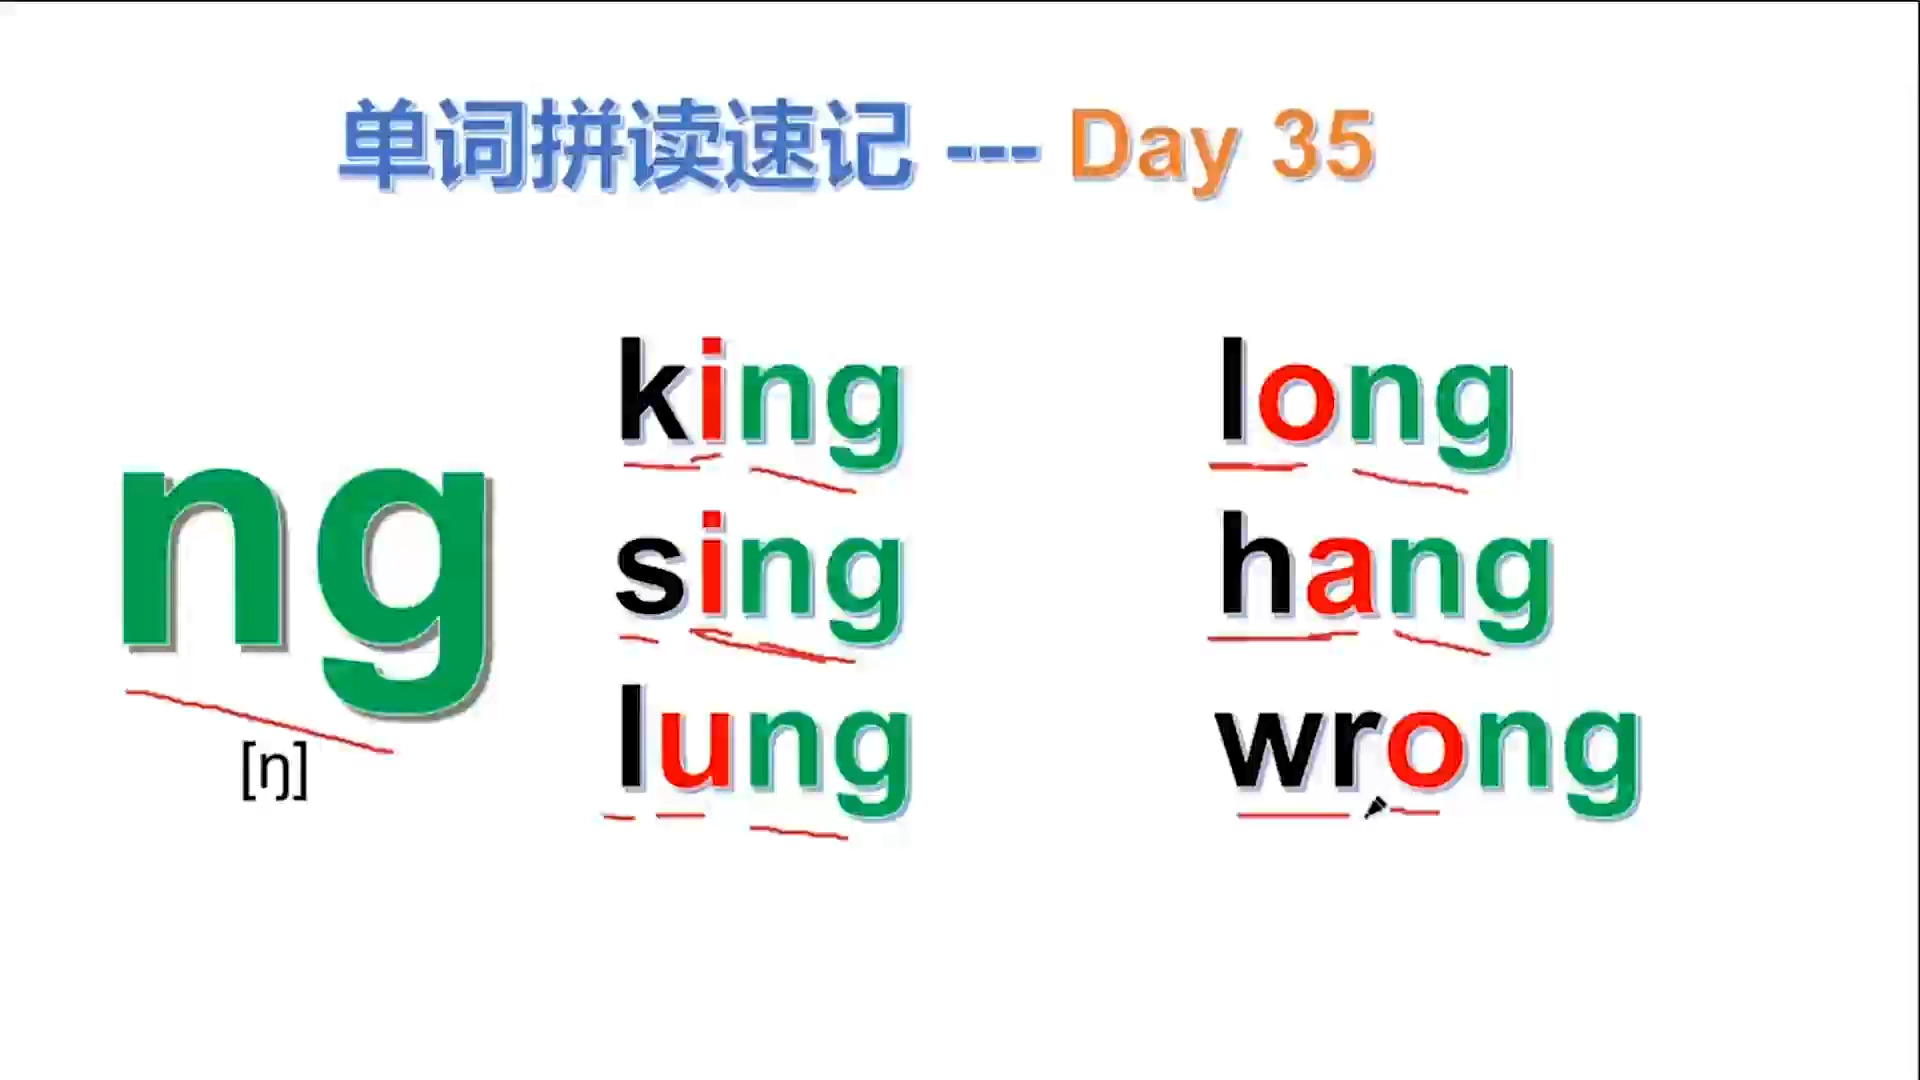 单词拼读速记 --- Day 35
ng
[ŋ]
king
sing
lung
long
hang
wrong